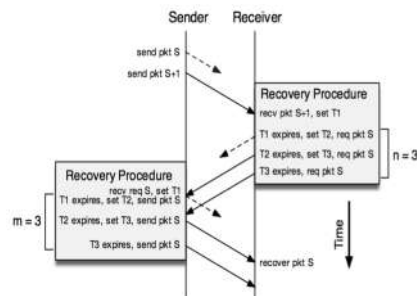 Sender Receiver
send pkt S
send pkt S+1
Recovery Procedure
recv pkt S+1, set T1
T1 expires, set T2, req pkt S
T2 expires, set T3, req pkt S
T3 expires, req pkt S
n = 3
Recovery Procedure
recv req S, set T1
T1 expires, set T2, send pkt S
T2 expires, set T3, send pkt S
T3 expires, send pkt S
m = 3
recover pkt S
Time